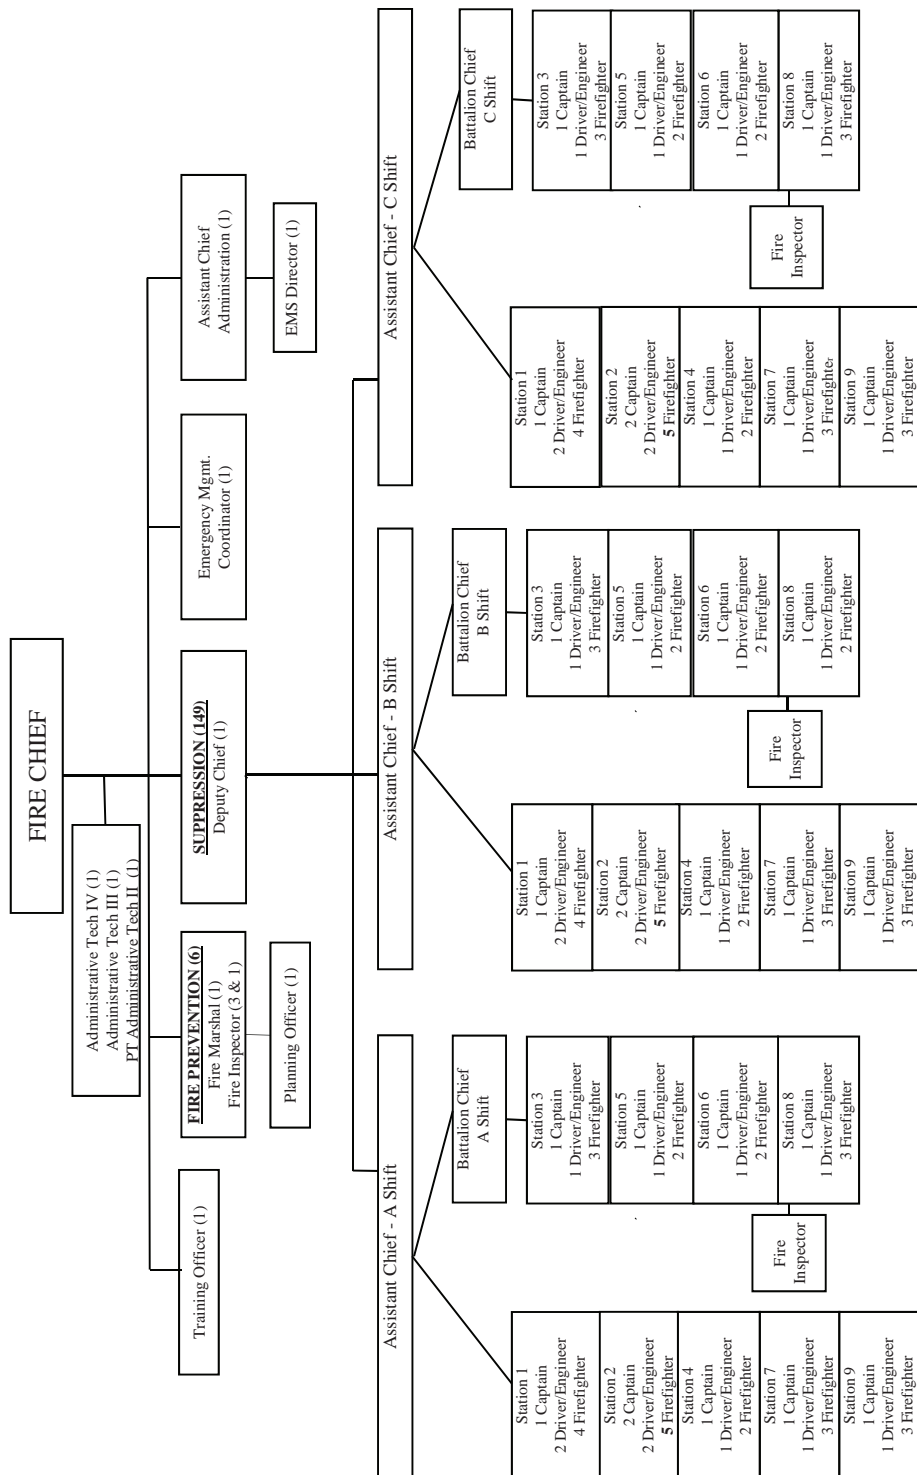 FIRE CHIEF
Administrative Tech IV (1)
Administrative Tech III (1)
PT Administrative Tech II (1)
Training Officer (1)
FIRE PREVENTION (6)
Fire Marshal (1)
Fire Inspector (3 & 1)
Planning Officer (1)
SUPPRESSION (149)
Deputy Chief (1)
Emergency Mgmt.
Coordinator (1)
Assistant Chief
Administration (1)
EMS Director (1)
Assistant Chief - A Shift
Station 1
1 Captain
2 Driver/Engineer
4 Firefighter
Station 2
2 Captain
2 Driver/Engineer
5 Firefighter
Station 4
1 Captain
1 Driver/Engineer
2 Firefighter
Station 7
1 Captain
1 Driver/Engineer
3 Firefighter
Station 9
1 Captain
1 Driver/Engineer
3 Firefighter
Battalion Chief
A Shift
Station 3
1 Captain
1 Driver/Engineer
3 Firefighter
Station 5
1 Captain
1 Driver/Engineer
2 Firefighter
Station 6
1 Captain
1 Driver/Engineer
2 Firefighter
Station 8
1 Captain
1 Driver/Engineer
3 Firefighter
Fire
Inspector
Assistant Chief - B Shift
Station 1
1 Captain
2 Driver/Engineer
4 Firefighter
Station 2
2 Captain
2 Driver/Engineer
5 Firefighter
Station 4
1 Captain
1 Driver/Engineer
2 Firefighter
Station 7
1 Captain
1 Driver/Engineer
3 Firefighter
Station 9
1 Captain
1 Driver/Engineer
3 Firefighter
Battalion Chief
B Shift
Station 3
1 Captain
1 Driver/Engineer
3 Firefighter
Station 5
1 Captain
1 Driver/Engineer
2 Firefighter
Station 6
1 Captain
1 Driver/Engineer
2 Firefighter
Station 8
1 Captain
1 Driver/Engineer
2 Firefighter
Fire
Inspector
Assistant Chief - C Shift
Station 1
1 Captain
2 Driver/Engineer
4 Firefighter
Station 2
2 Captain
2 Driver/Engineer
5 Firefighter
Station 4
1 Captain
1 Driver/Engineer
2 Firefighter
Station 7
1 Captain
1 Driver/Engineer
3 Firefighter
Station 9
1 Captain
1 Driver/Engineer
3 Firefighter
Battalion Chief
C Shift
Station 3
1 Captain
1 Driver/Engineer
3 Firefighter
Station 5
1 Captain
1 Driver/Engineer
2 Firefighter
Station 6
1 Captain
1 Driver/Engineer
2 Firefighter
Station 8
1 Captain
1 Driver/Engineer
3 Firefighter
Fire
Inspector